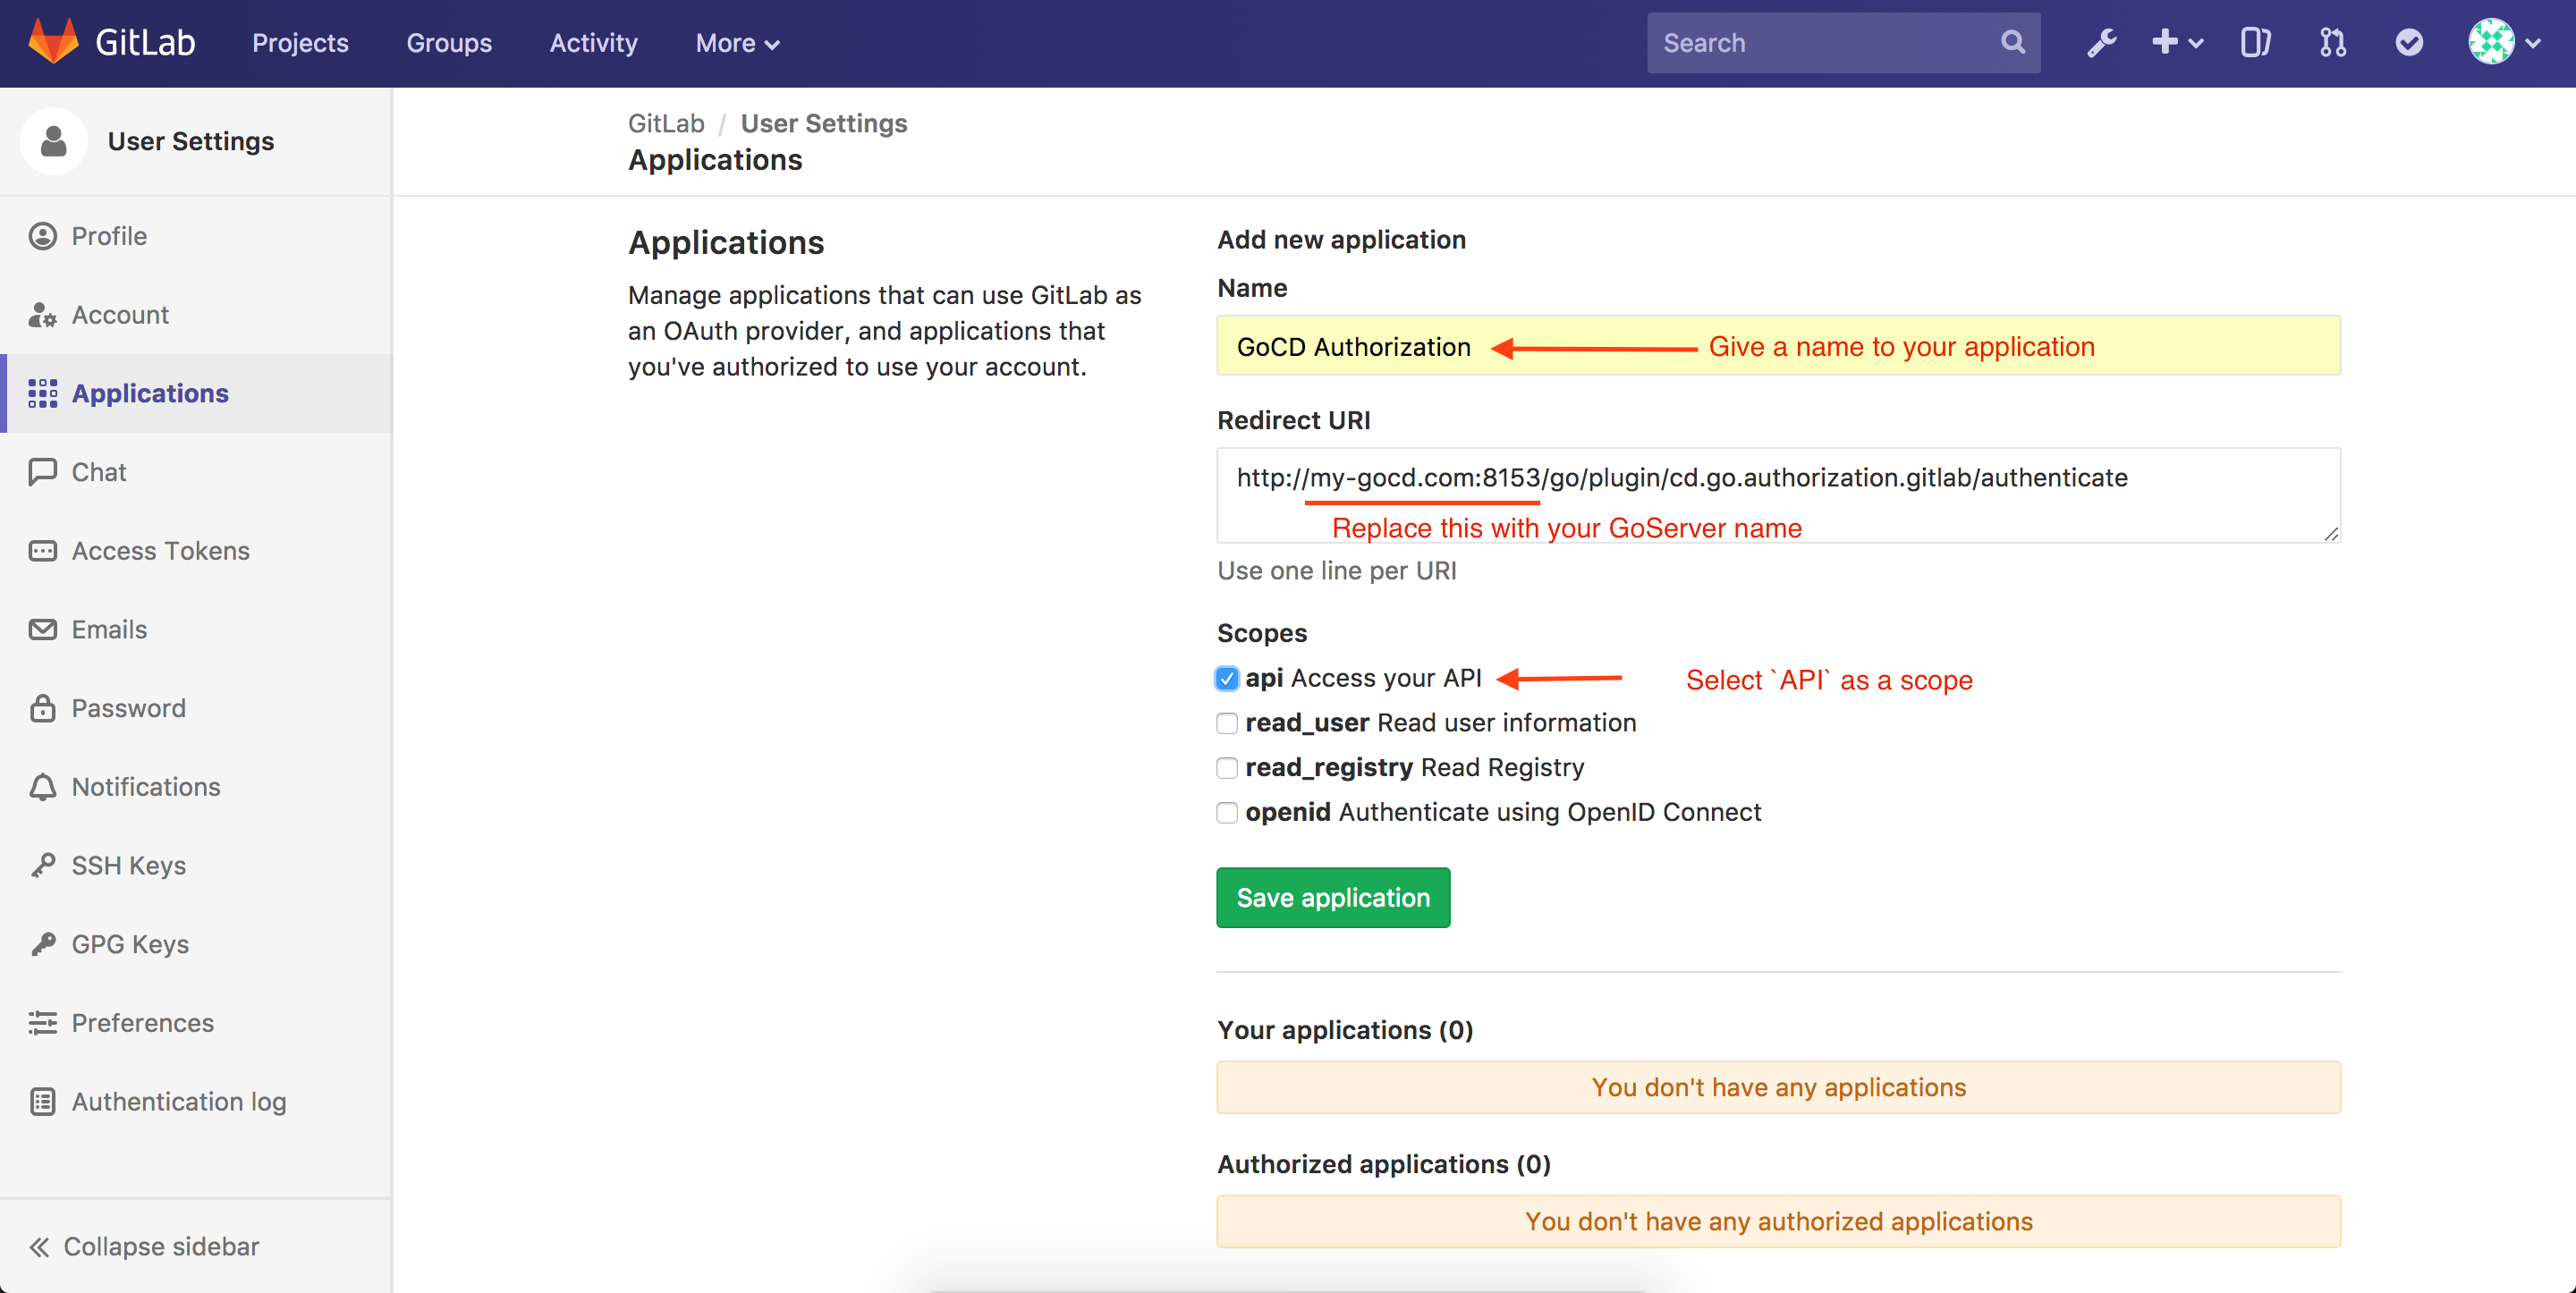 GitLab
Projects
Groups
Activity
More
Search
User Settings
GitLab / User Settings
Applications
Profile
Account
Applications
Chat
Access Tokens
Emails
Password
Notifications
SSH Keys
GPG Keys
Preferences
Authentication log
Collapse sidebar
Applications
Manage applications that can use GitLab as
an OAuth provider, and applications that
you've authorized to use your account.
Add new application
Name
GoCD Authorization
Give a name to your application
Redirect URI
http://my-gocd.com:8153/go/plugin/cd.go.authorization.gitlab/authenticate
Replace this with your GoServer name
Use one line per URI
Scopes
api Access your API
Select `API` as a scope
read_user Read user information
read_registry Read Registry
openid Authenticate using OpenID Connect
Save application
Your applications (0)
You don't have any applications
Authorized applications (0)
You don't have any authorized applications